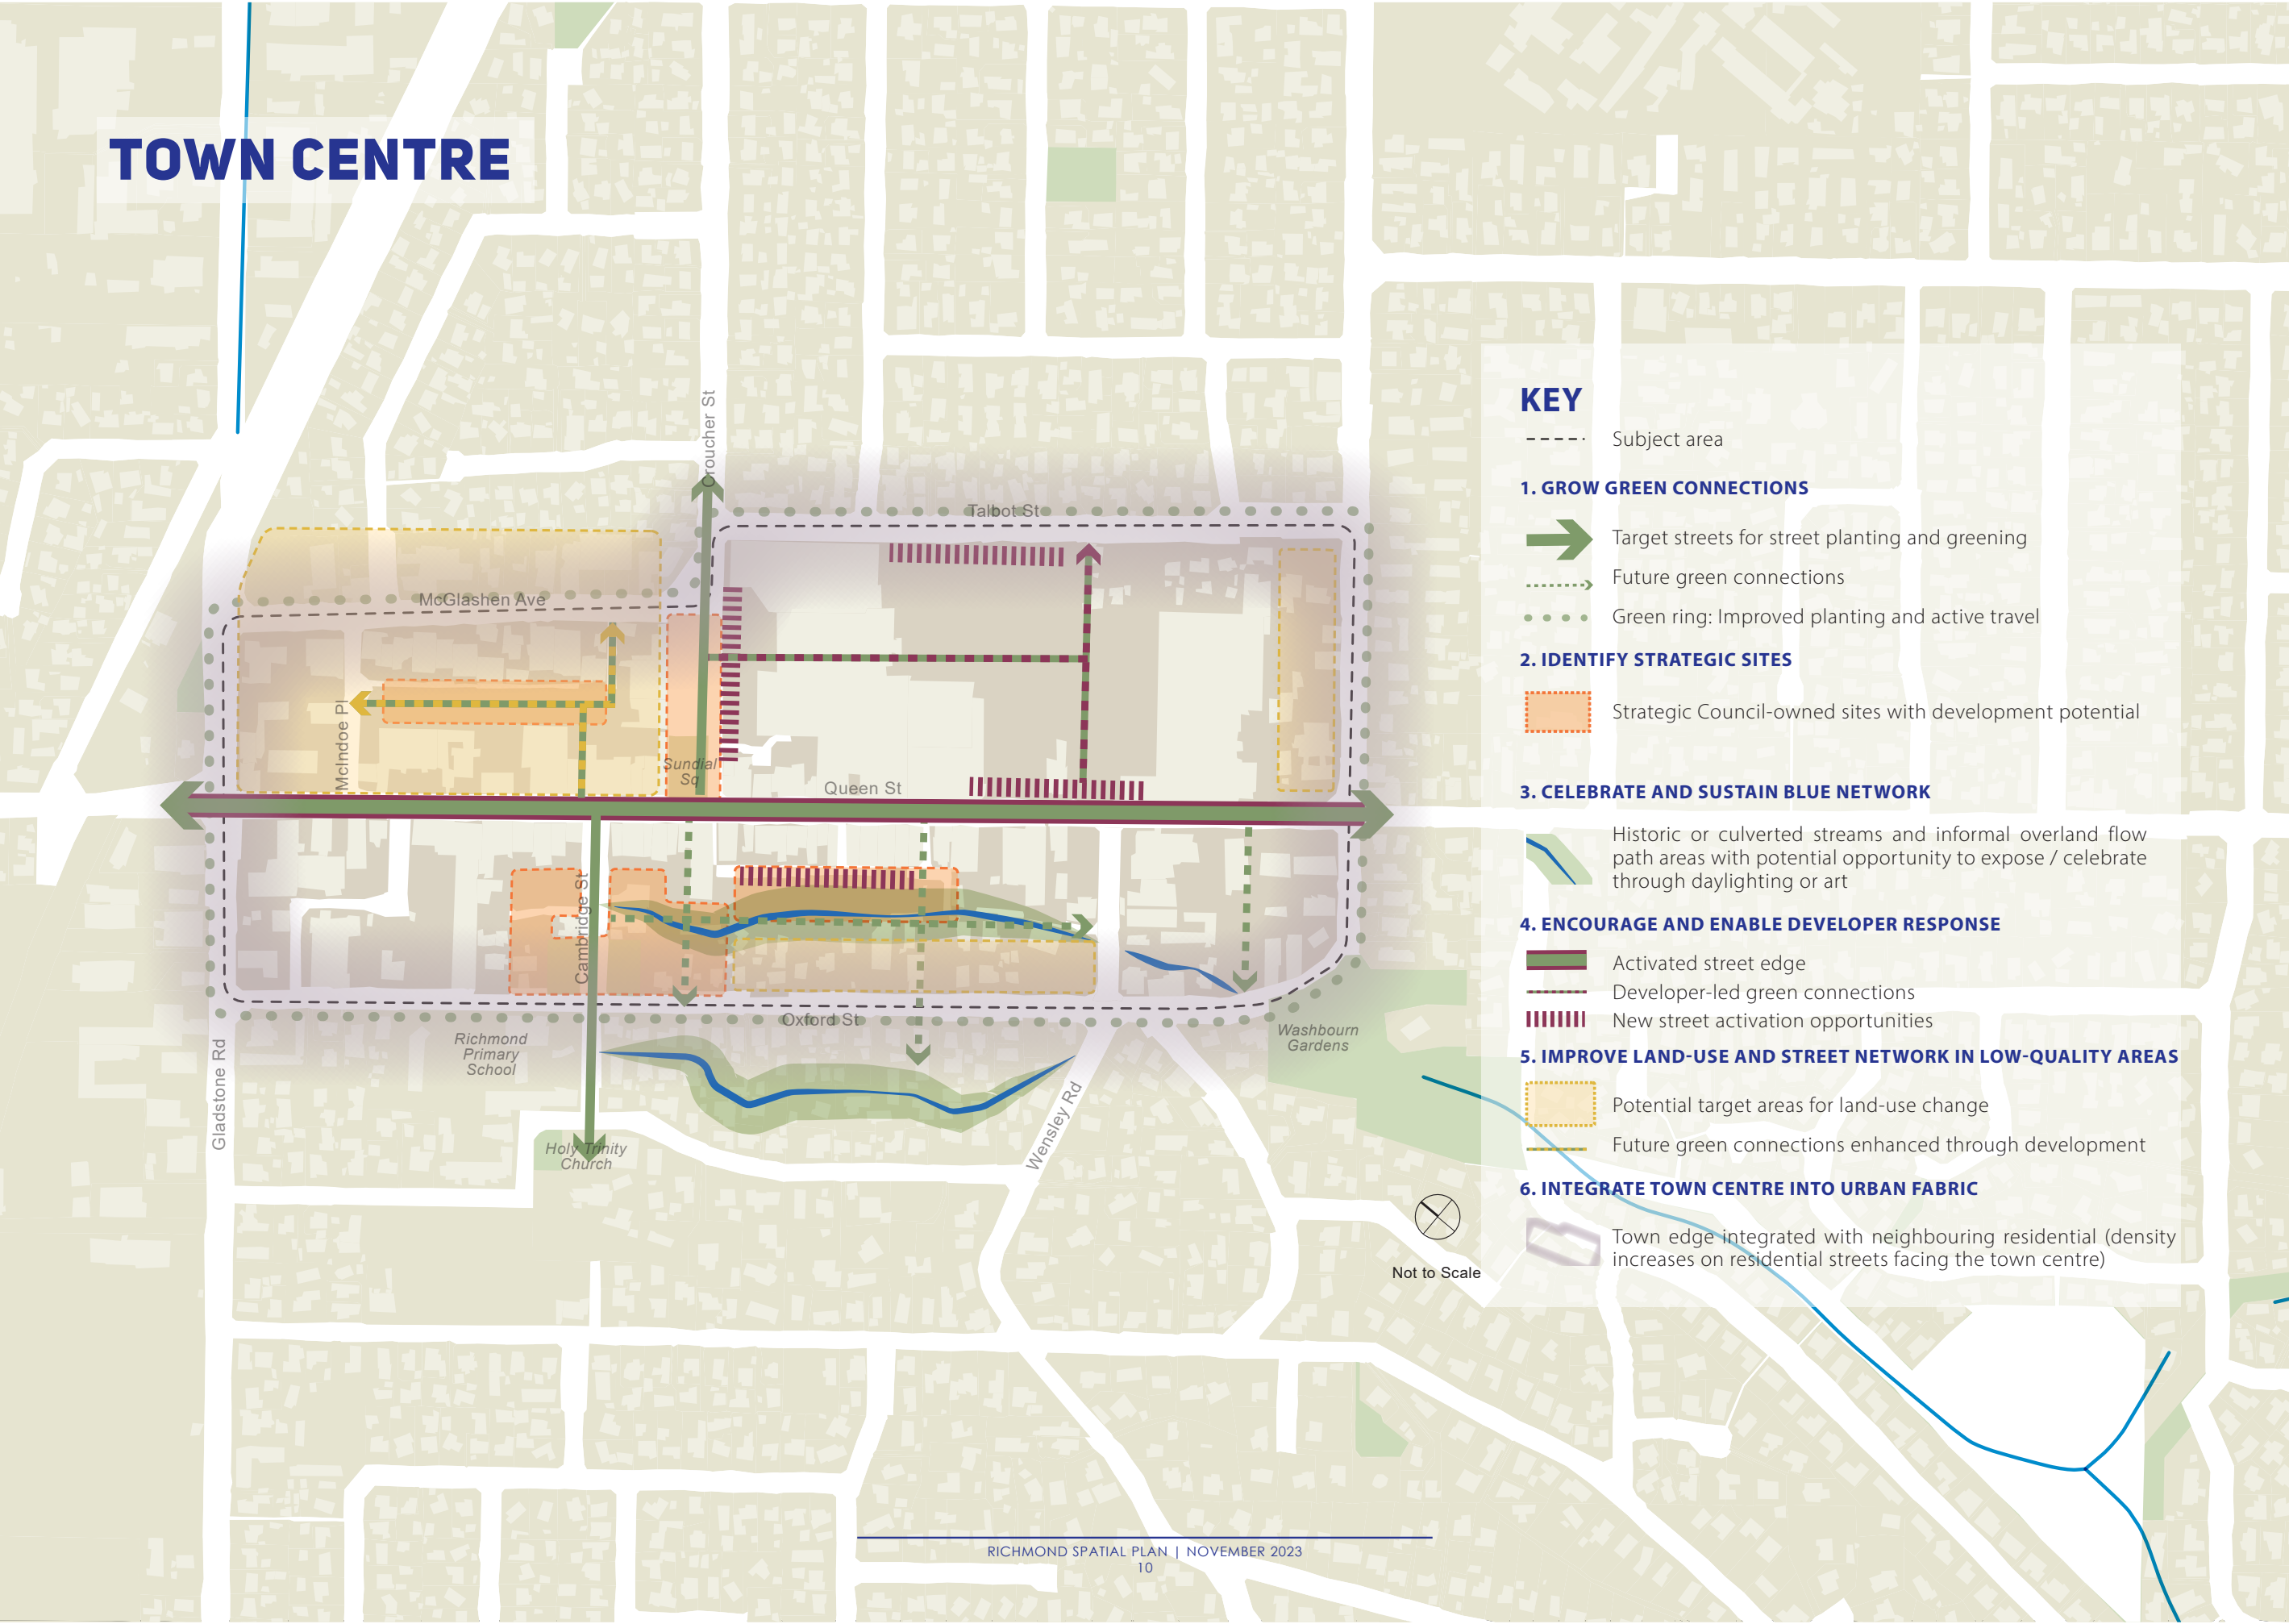 TOWN CENTRE
Croucher St
Talbot St
McGlashen Ave
McIndoe Pl
Sundial
Sq
Queen St
Cambridge St
Oxford St
Richmond
Primary
School
Washbourn
Gardens
Gladstone Rd
Wensley Rd
Holy Trinity
Church
Not to Scale
KEY
Subject area
1. GROW GREEN CONNECTIONS
Target streets for street planting and greening
Future green connections
Green ring: Improved planting and active travel
2. IDENTIFY STRATEGIC SITES
Strategic Council-owned sites with development potential
3. CELEBRATE AND SUSTAIN BLUE NETWORK
Historic or culverted streams and informal overland flow
path areas with potential opportunity to expose / celebrate
through daylighting or art
4. ENCOURAGE AND ENABLE DEVELOPER RESPONSE
Activated street edge
Developer-led green connections
New street activation opportunities
5. IMPROVE LAND-USE AND STREET NETWORK IN LOW-QUALITY AREAS
Potential target areas for land-use change
Future green connections enhanced through development
6. INTEGRATE TOWN CENTRE INTO URBAN FABRIC
Town edge integrated with neighbouring residential (density
increases on residential streets facing the town centre)
RICHMOND SPATIAL PLAN | NOVEMBER 2023
10